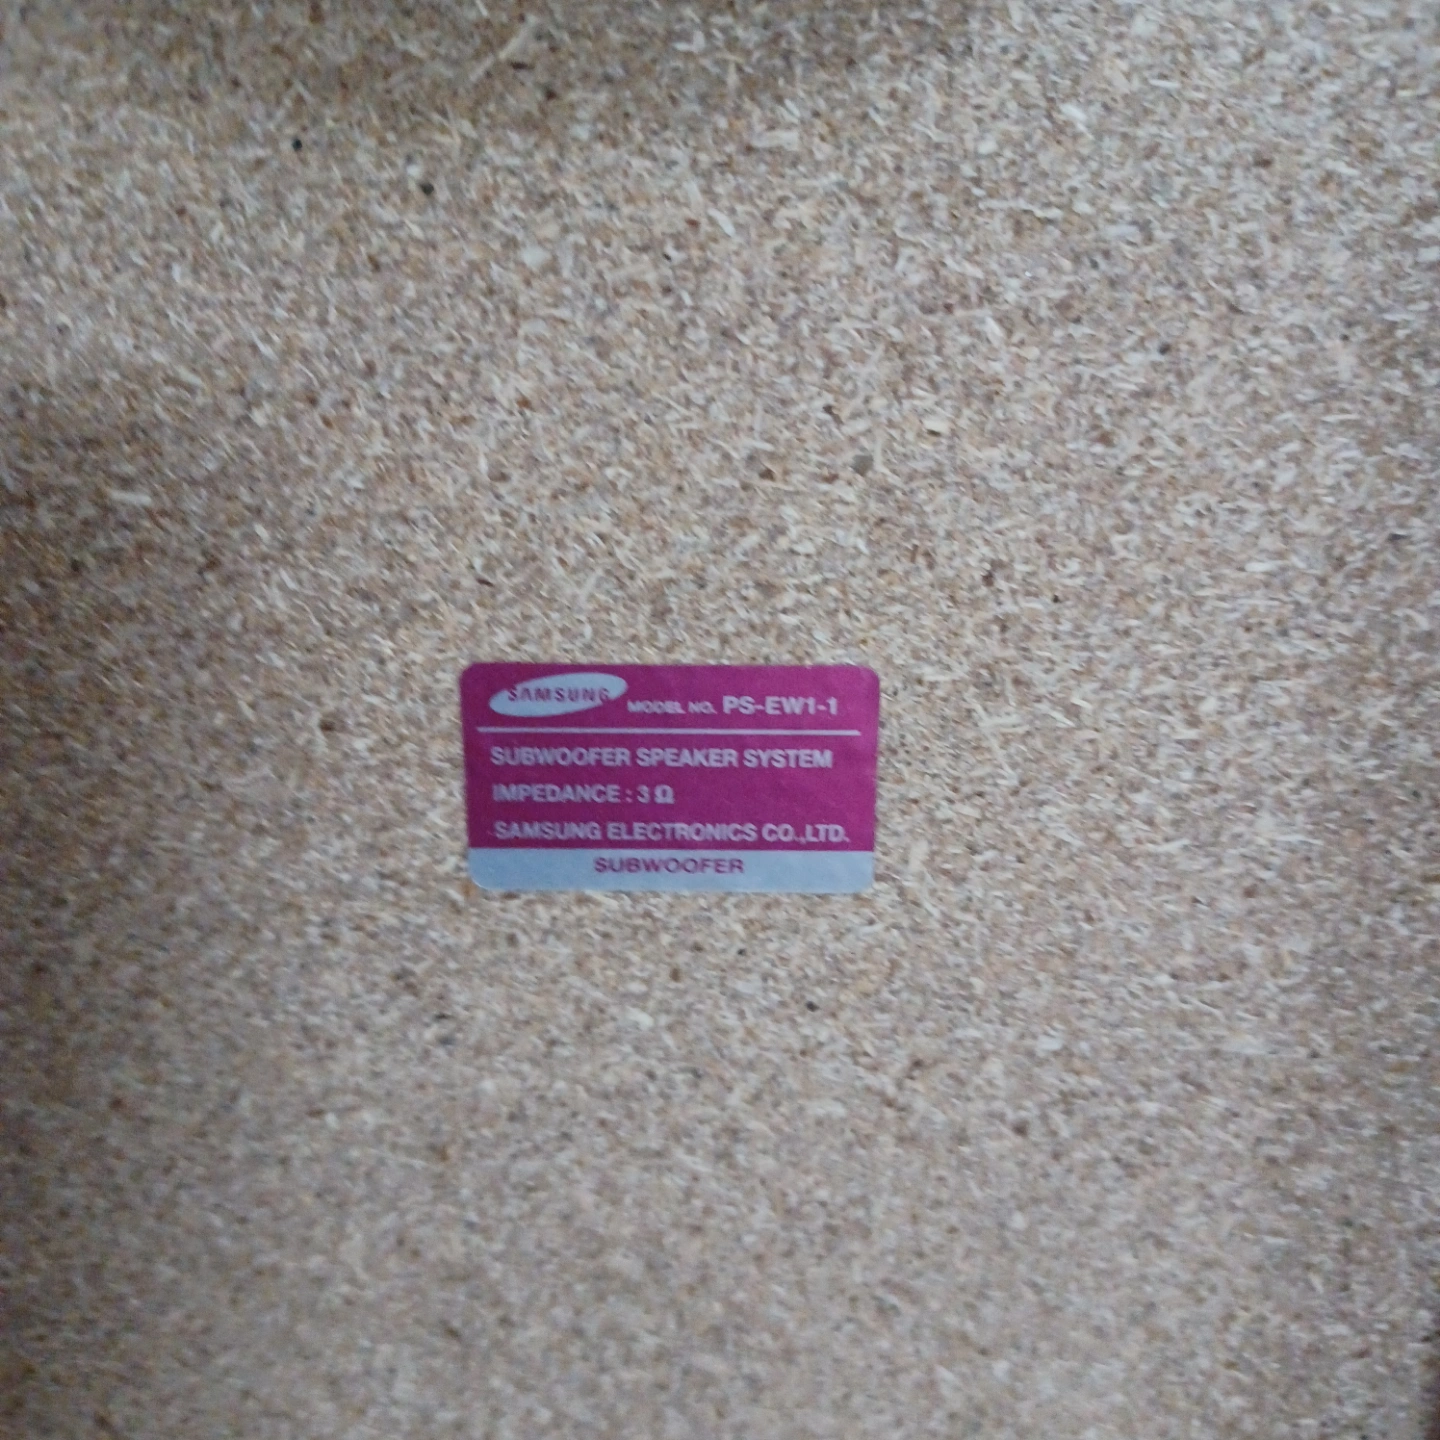 SAMSUNG MODEL NO. PS-EW1-1
SUBWOOFER SPEAKER SYSTEM
IMPEDANCE : 3 Ω
SAMSUNG ELECTRONICS CO.,LTD.
SUBWOOFER